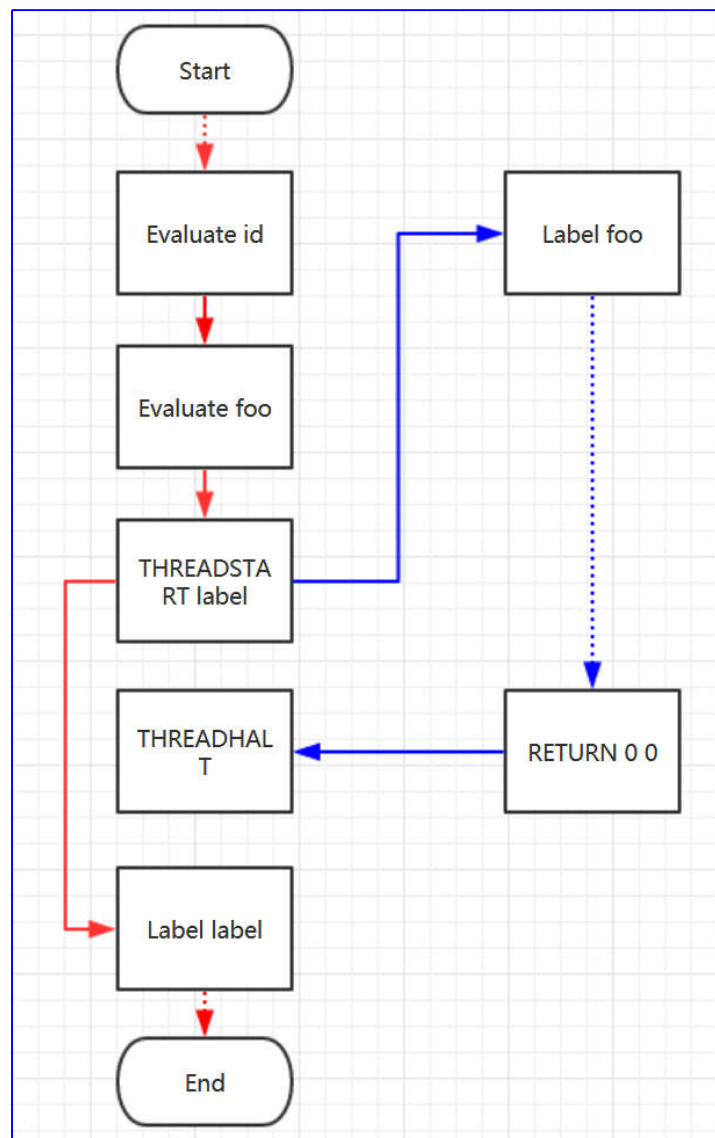 Start
Evaluate id
Label foo
Evaluate foo
THREADSTA
RT label
THREADHAL
T
RETURN 0 0
Label label
End